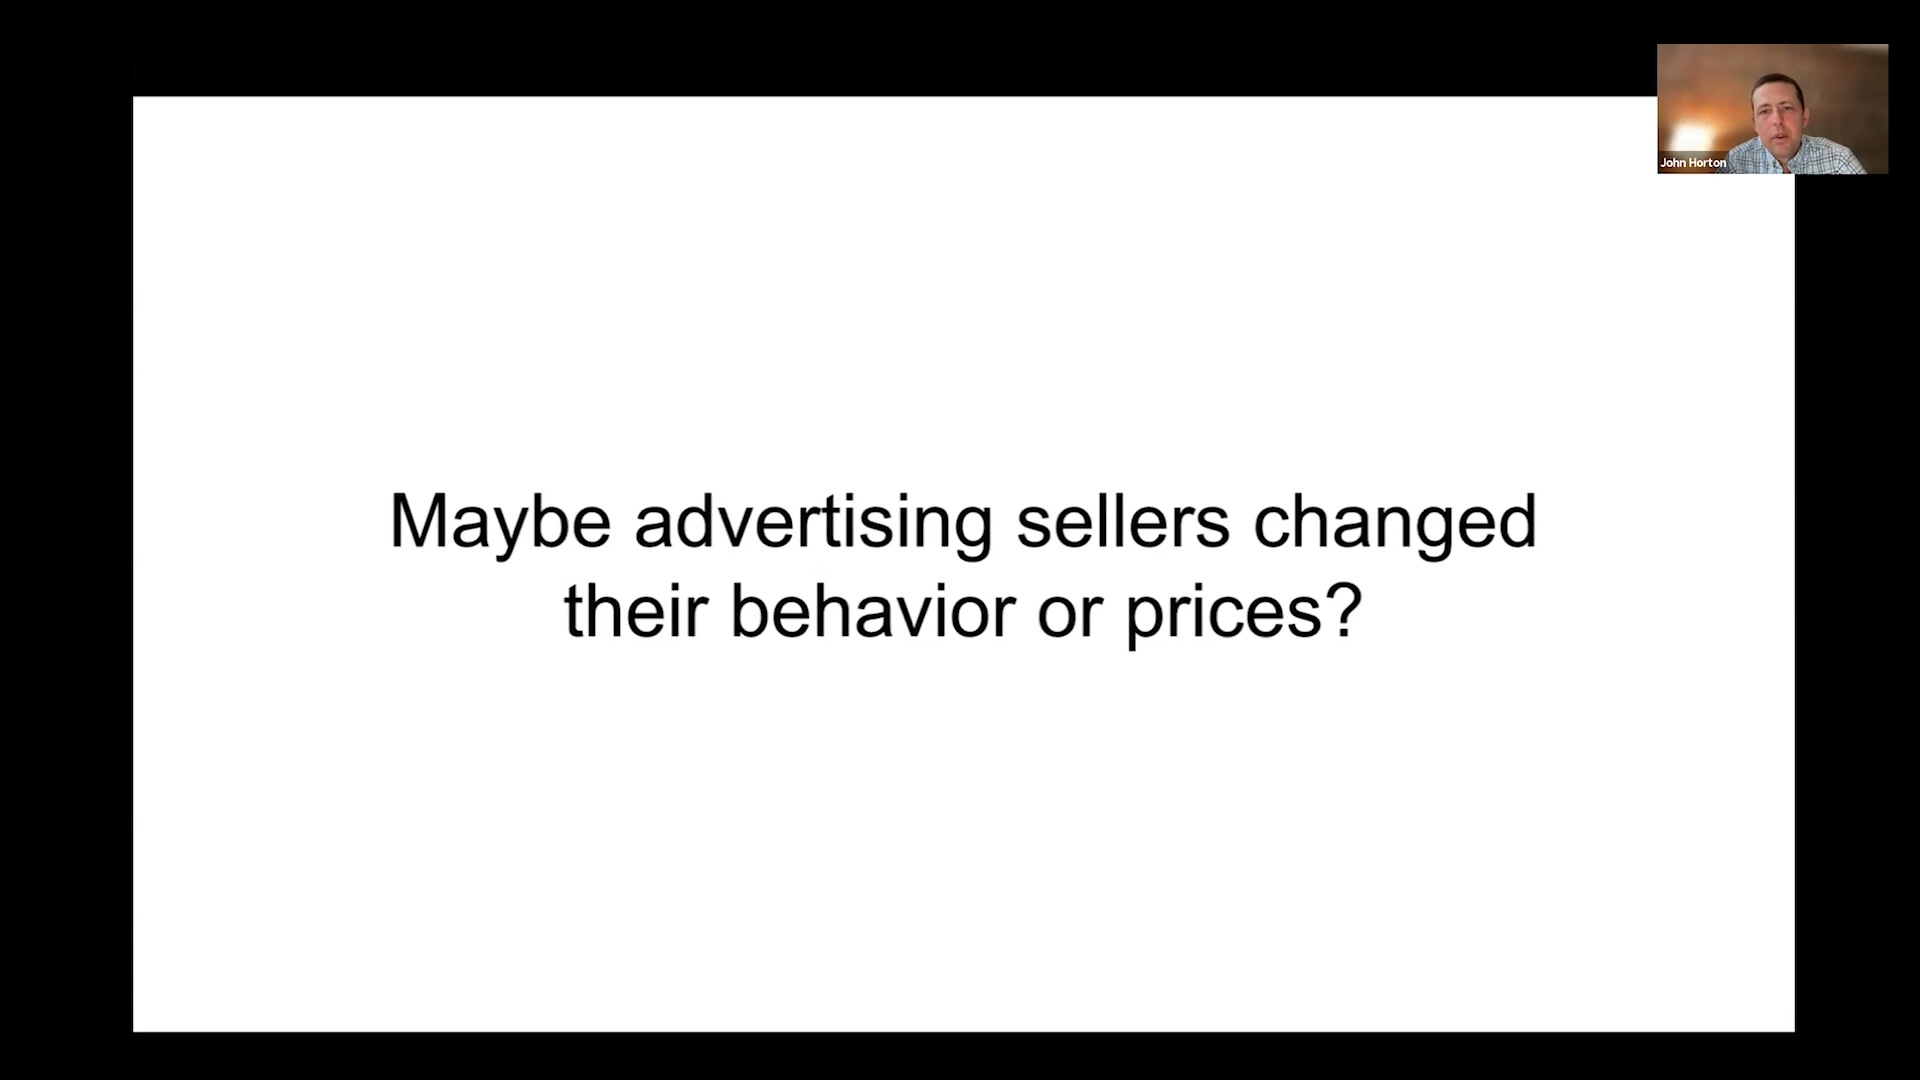 John Horton
Maybe advertising sellers changed
their behavior or prices?